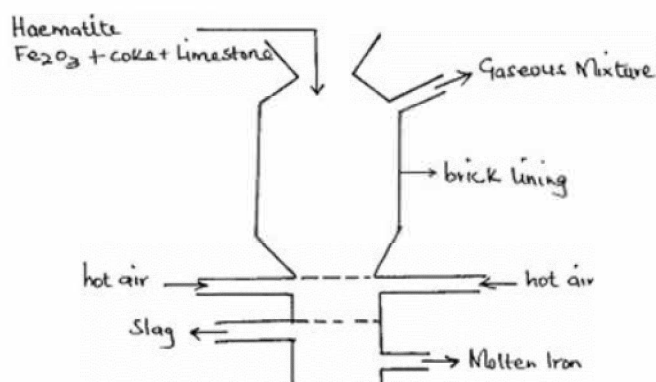 Haematite
Fe2O3 + coke + Limestone
Gaseous Mixture
brick lining
hot air
hot air
Slag
Molten Iron